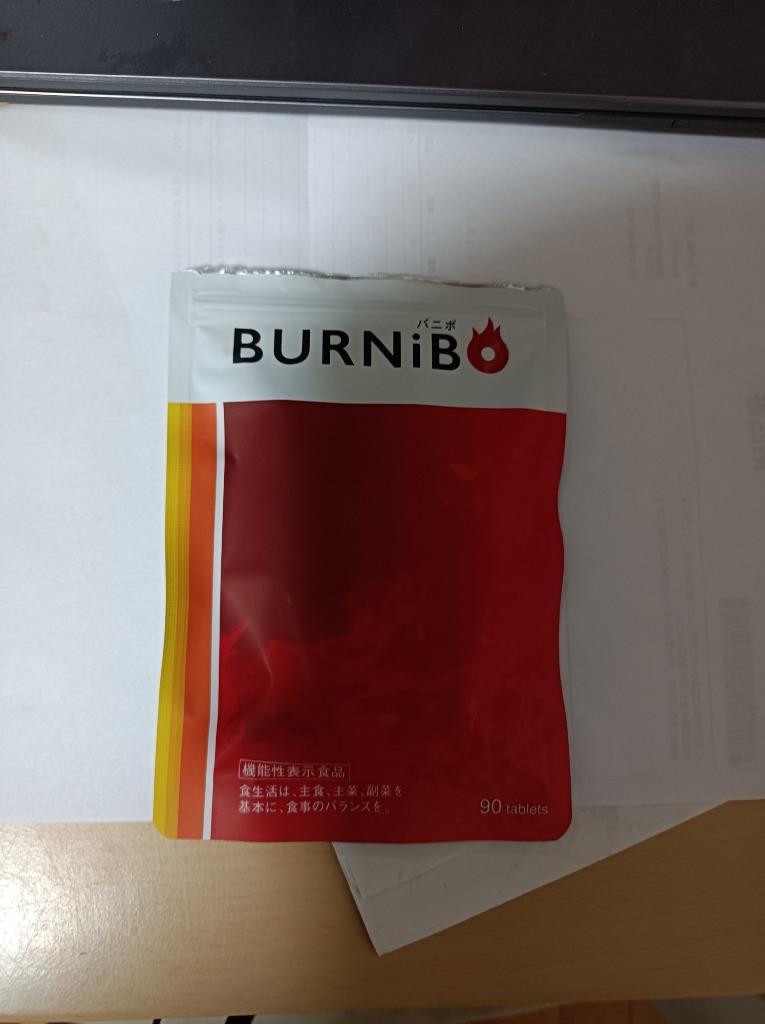 バニボ
BURNiBO
機能性表示食品
食生活は、主食、主菜、副菜を
基本に、食事のバランスを。
90 tablets